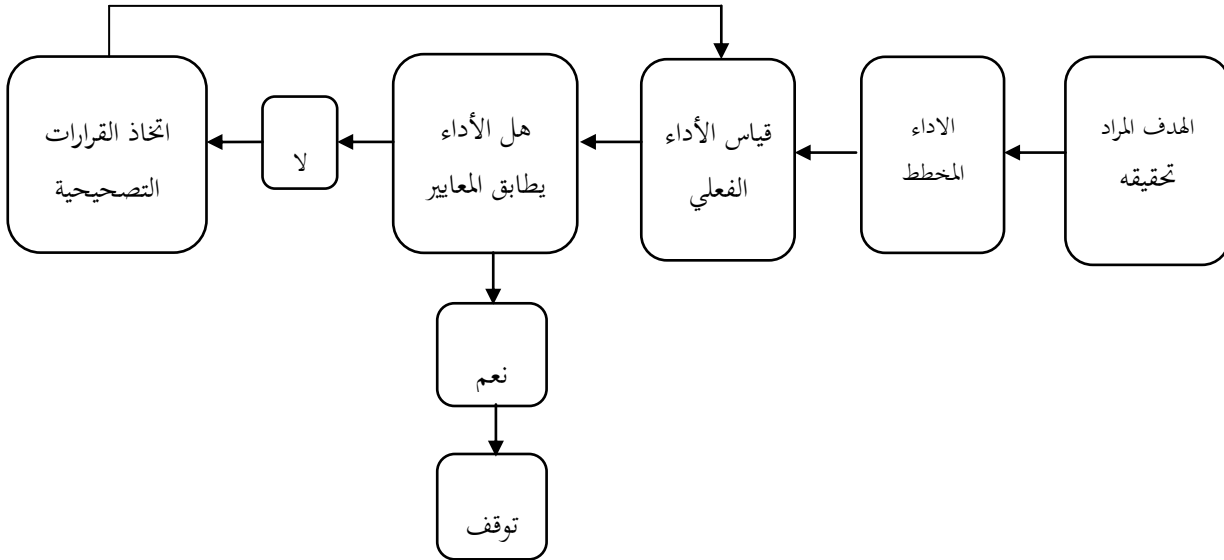 الهدف المراد
تحقيقه
الاداء
المخطط
قياس الأداء
الفعلي
هل الأداء
يطابق المعايير
لا
اتخاذ القرارات
التصحيحية
نعم
توقف